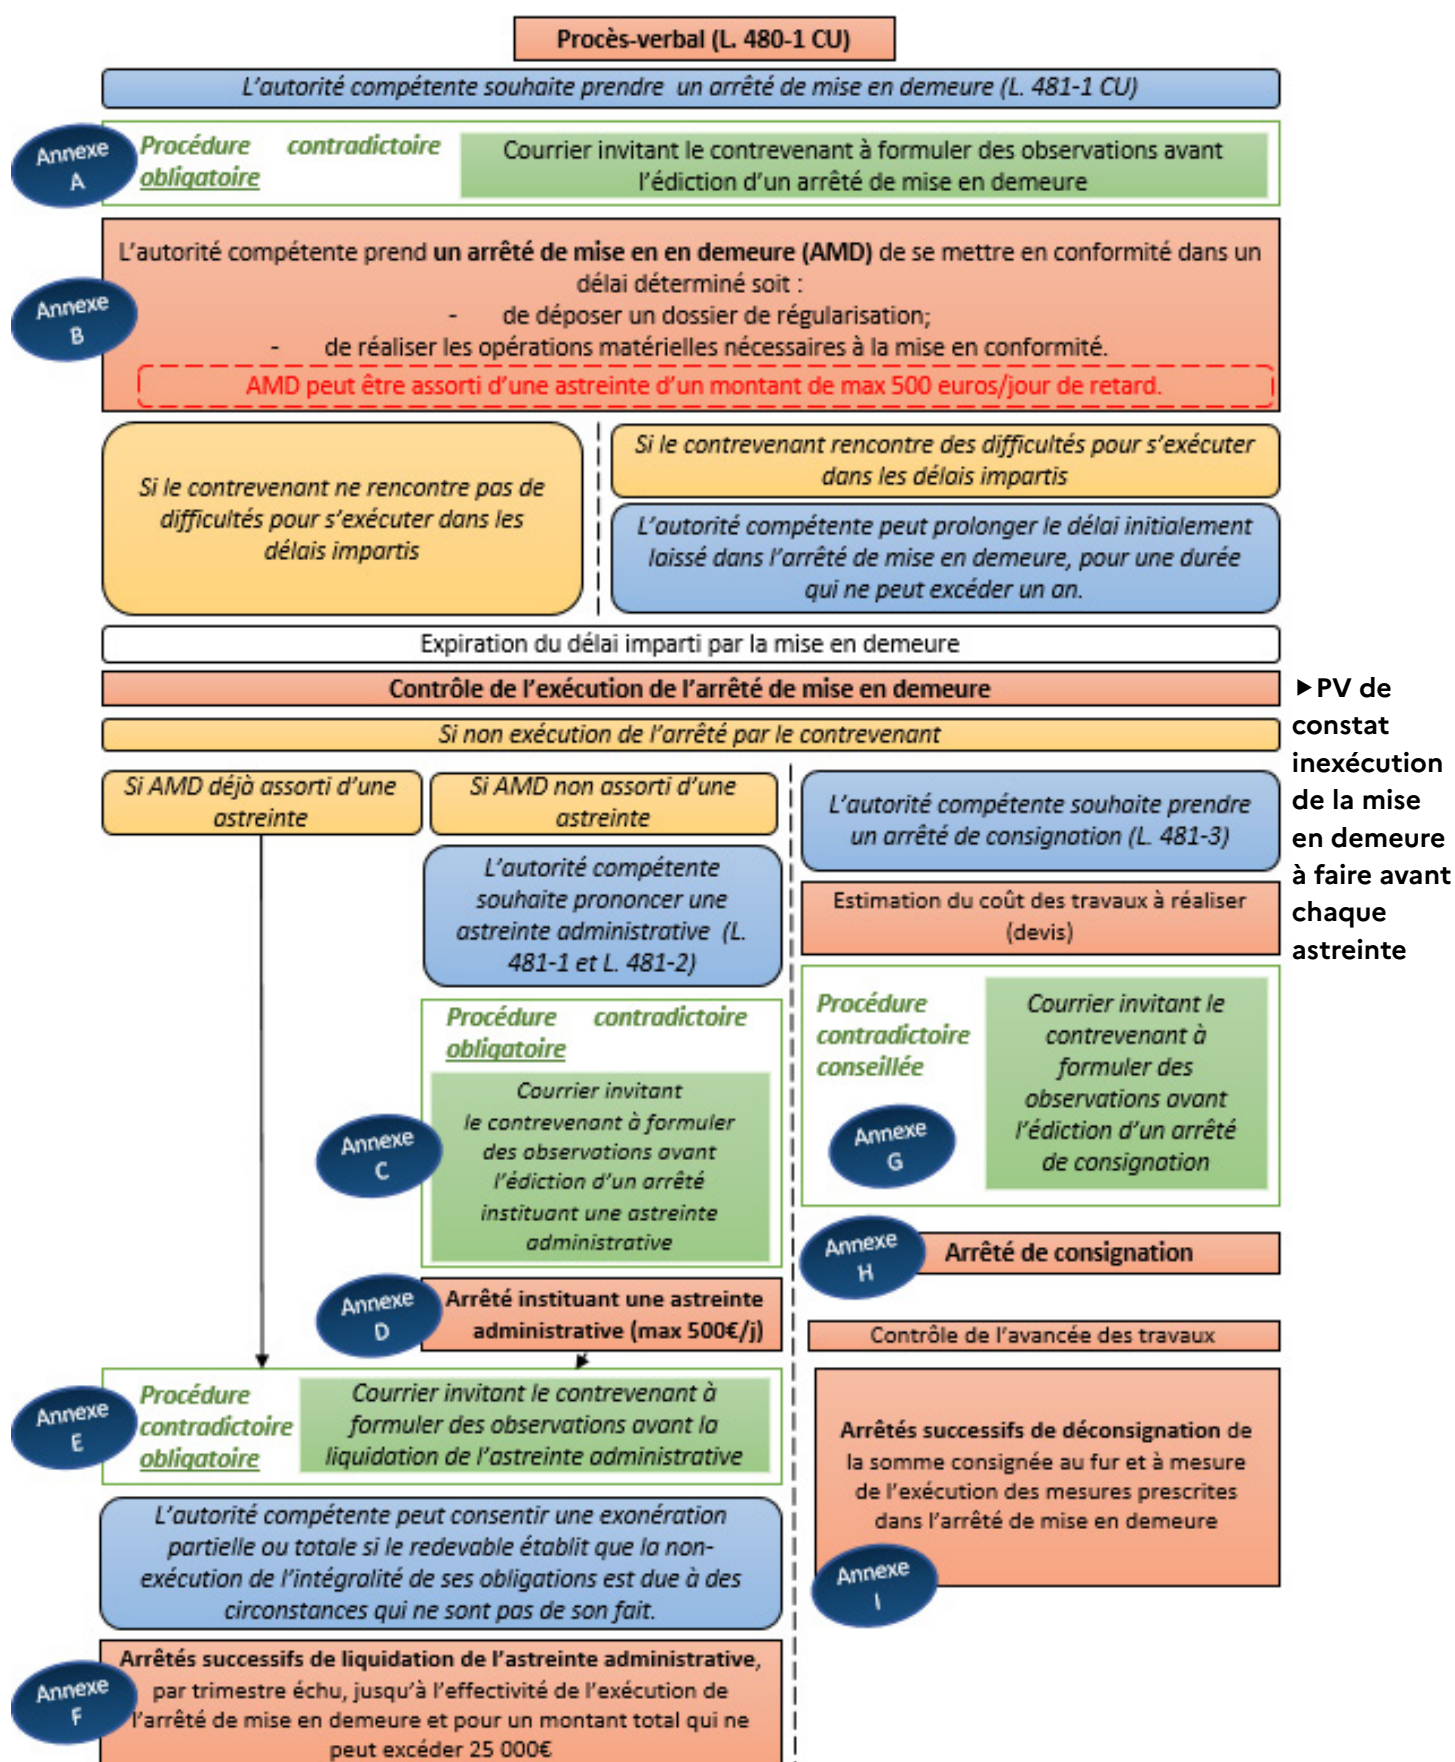 Procès-verbal (L. 480-1 CU)
L'autorité compétente souhaite prendre un arrêté de mise en demeure (L. 481-1 CU)
Annexe
A
Procédure contradictoire
obligatoire
Courrier invitant le contrevenant à formuler des observations avant
l'édiction d'un arrêté de mise en demeure
L'autorité compétente prend un arrêté de mise en en demeure (AMD) de se mettre en conformité dans un
délai déterminé soit :
- de déposer un dossier de régularisation;
- de réaliser les opérations matérielles nécessaires à la mise en conformité.
AMD peut être assorti d'une astreinte d'un montant de max 500 euros/jour de retard.
Annexe
B
Si le contrevenant ne rencontre pas de
difficultés pour s'exécuter dans les
délais impartis
Si le contrevenant rencontre des difficultés pour s'exécuter
dans les délais impartis
L'autorité compétente peut prolonger le délai initialement
laissé dans l'arrêté de mise en demeure, pour une durée
qui ne peut excéder un an.
Expiration du délai imparti par la mise en demeure
Contrôle de l'exécution de l'arrêté de mise en demeure
▶PV de
constat
inexécution
de la mise
en demeure
à faire avant
chaque
astreinte
Si non exécution de l'arrêté par le contrevenant
Si AMD déjà assorti d'une
astreinte
Si AMD non assorti d'une
astreinte
L'autorité compétente
souhaite prononcer une
astreinte administrative (L.
481-1 et L. 481-2)
Procédure contradictoire
obligatoire
Courrier invitant
le contrevenant à formuler
des observations avant
l'édiction d'un arrêté
instituant une astreinte
administrative
Annexe
C
Annexe
D
Arrêté instituant une astreinte
administrative (max 500€/j)
L'autorité compétente souhaite prendre
un arrêté de consignation (L. 481-3)
Estimation du coût des travaux à réaliser
(devis)
Procédure
contradictoire
conseillée
Annexe
G
Courrier invitant le
contrevenant à
formuler des
observations avant
l'édiction d'un arrêté
de consignation
Annexe
H
Arrêté de consignation
Contrôle de l'avancée des travaux
Arrêtés successifs de déconsignation de
la somme consignée au fur et à mesure
de l'exécution des mesures prescrites
dans l'arrêté de mise en demeure
Annexe
I
Annexe
E
Procédure
contradictoire
obligatoire
Courrier invitant le contrevenant à
formuler des observations avant la
liquidation de l'astreinte administrative
L'autorité compétente peut consentir une exonération
partielle ou totale si le redevable établit que la non-
exécution de l'intégralité de ses obligations est due à des
circonstances qui ne sont pas de son fait.
Annexe
F
Arrêtés successifs de liquidation de l'astreinte administrative,
par trimestre échu, jusqu'à l'effectivité de l'exécution de
l'arrêté de mise en demeure et pour un montant total qui ne
peut excéder 25 000€